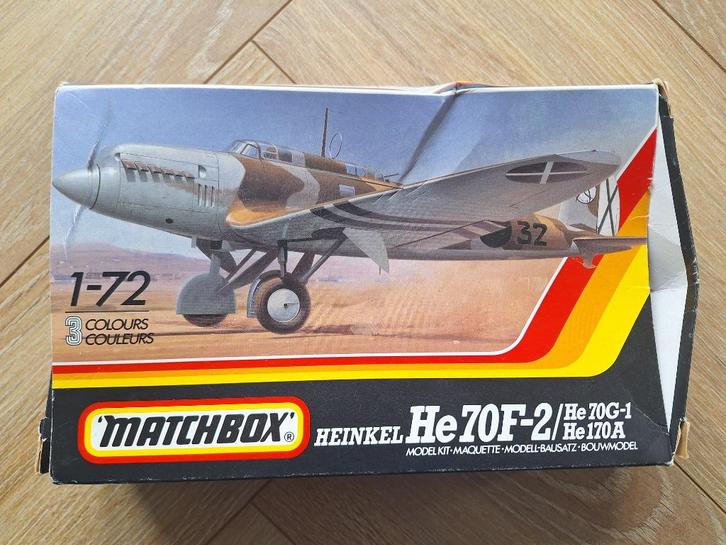 32
1-72
3 COLOURS
COULEURS
'MATCHBOX'®
HEINKEL He 70F-2/He 70G-1
He 170A
MODEL KIT·MAQUETTE·MODELL-BAUSATZ·BOUWMODEL